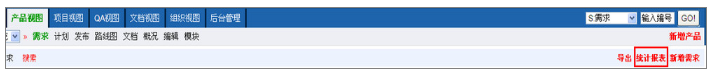 产品视图 项目视图 QA视图 文档视图 组织视图 后台管理 S:需求 输入编号 GO!
» 需求 计划 发布 路线图 文档 概况 编辑 模块 新增产品
求 搜索 导出 统计报表 新增需求